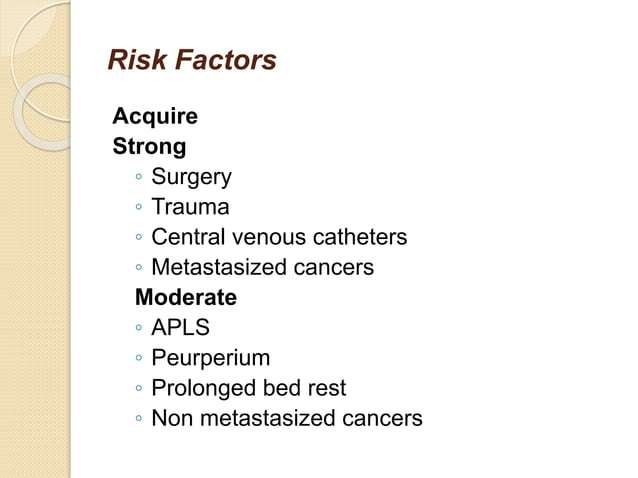 Risk Factors
Acquire
Strong
◦ Surgery
◦ Trauma
◦ Central venous catheters
◦ Metastasized cancers
Moderate
◦ APLS
◦ Peurperium
◦ Prolonged bed rest
◦ Non metastasized cancers